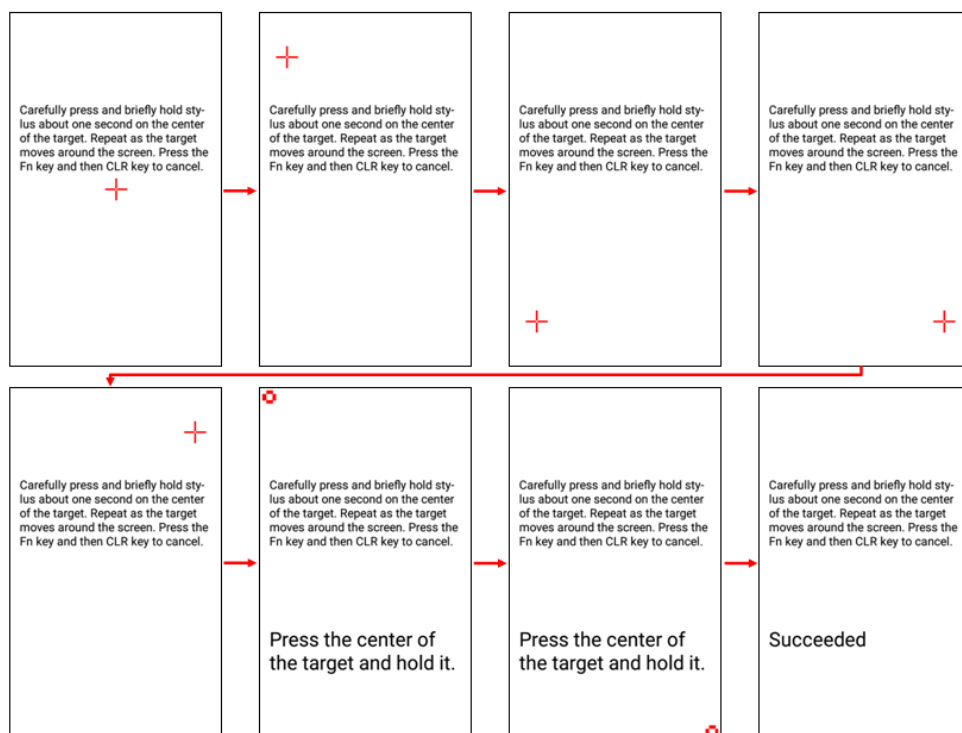 Carefully press and briefly hold sty-
lus about one second on the center
of the target. Repeat as the target
moves around the screen. Press the
Fn key and then CLR key to cancel.
Carefully press and briefly hold sty-
lus about one second on the center
of the target. Repeat as the target
moves around the screen. Press the
Fn key and then CLR key to cancel.
Carefully press and briefly hold sty-
lus about one second on the center
of the target. Repeat as the target
moves around the screen. Press the
Fn key and then CLR key to cancel.
Carefully press and briefly hold sty-
lus about one second on the center
of the target. Repeat as the target
moves around the screen. Press the
Fn key and then CLR key to cancel.
Carefully press and briefly hold sty-
lus about one second on the center
of the target. Repeat as the target
moves around the screen. Press the
Fn key and then CLR key to cancel.
Carefully press and briefly hold sty-
lus about one second on the center
of the target. Repeat as the target
moves around the screen. Press the
Fn key and then CLR key to cancel.
Press the center of
the target and hold it.
Carefully press and briefly hold sty-
lus about one second on the center
of the target. Repeat as the target
moves around the screen. Press the
Fn key and then CLR key to cancel.
Press the center of
the target and hold it.
Carefully press and briefly hold sty-
lus about one second on the center
of the target. Repeat as the target
moves around the screen. Press the
Fn key and then CLR key to cancel.
Succeeded